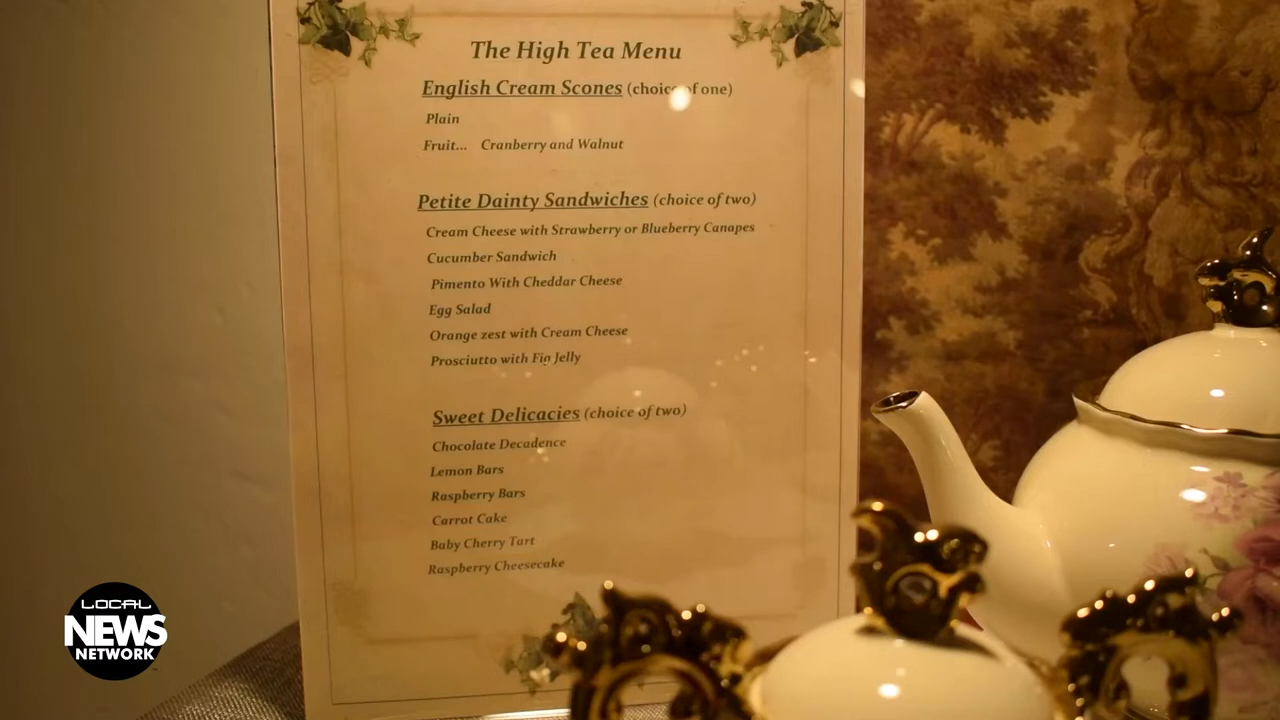 The High Tea Menu
English Cream Scones (choice of one)
Plain
Fruit... Cranberry and Walnut
Petite Dainty Sandwiches (choice of two)
Cream Cheese with Strawberry or Blueberry Canapes
Cucumber Sandwich
Pimento With Cheddar Cheese
Egg Salad
Orange zest with Cream Cheese
Prosciutto with Fig Jelly
Sweet Delicacies (choice of two)
Chocolate Decadence
Lemon Bars
Raspberry Bars
Carrot Cake
Baby Cherry Tart
Raspberry Cheesecake
LOCAL
NEWS
NETWORK